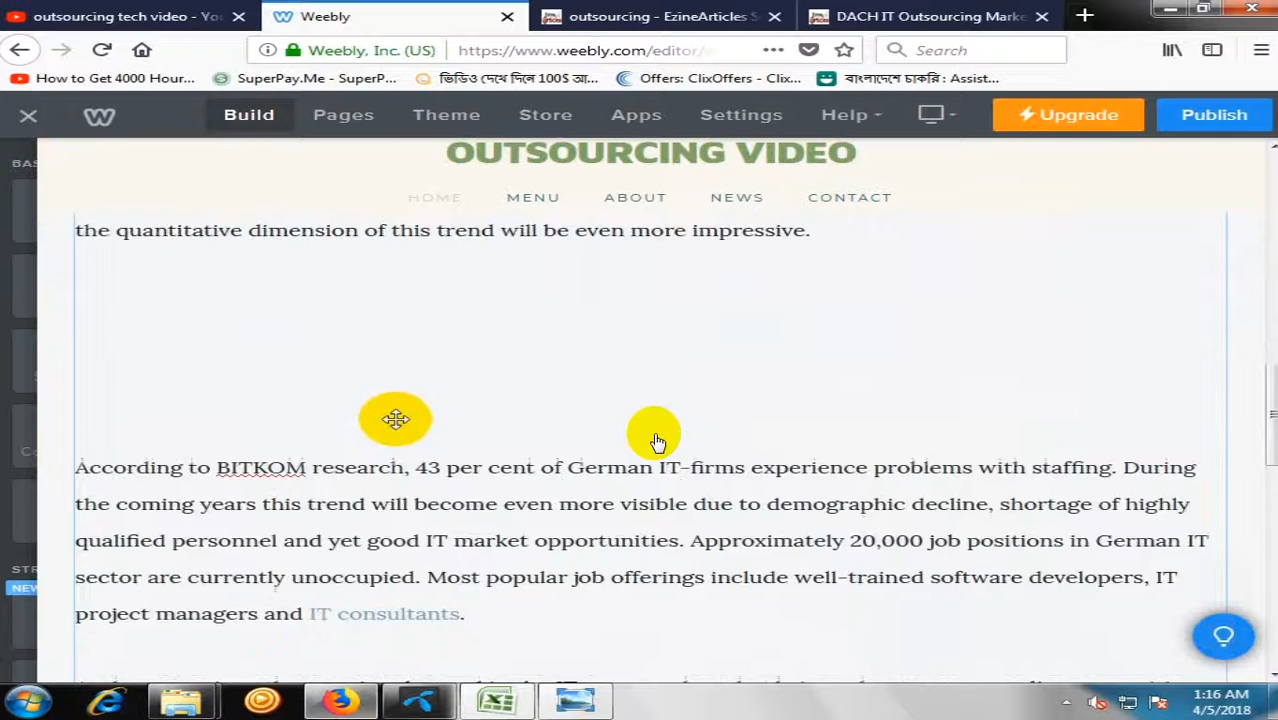 outsourcing tech video - Yo
Weebly
outsourcing - EzineArticles S
DACH IT Outsourcing Marke
Weebly, Inc. (US)
https://www.weebly.com/editor/
Search
How to Get 4000 Hour...
SuperPay.Me - SuperP...
ভিডিও দেখে দিলে 100$ আ...
Offers: ClixOffers - Clix...
বাংলাদেশে চাকরি : Assist...
Build
Pages
Theme
Store
Apps
Settings
Help
Upgrade
Publish
BAS
OUTSOURCING VIDEO
HOME
MENU
ABOUT
NEWS
CONTACT
the quantitative dimension of this trend will be even more impressive.
According to BITKOM research, 43 per cent of German IT-firms experience problems with staffing. During
the coming years this trend will become even more visible due to demographic decline, shortage of highly
qualified personnel and yet good IT market opportunities. Approximately 20,000 job positions in German IT
sector are currently unoccupied. Most popular job offerings include well-trained software developers, IT
project managers and IT consultants.
STR
NEW
1:16 AM
4/5/2018